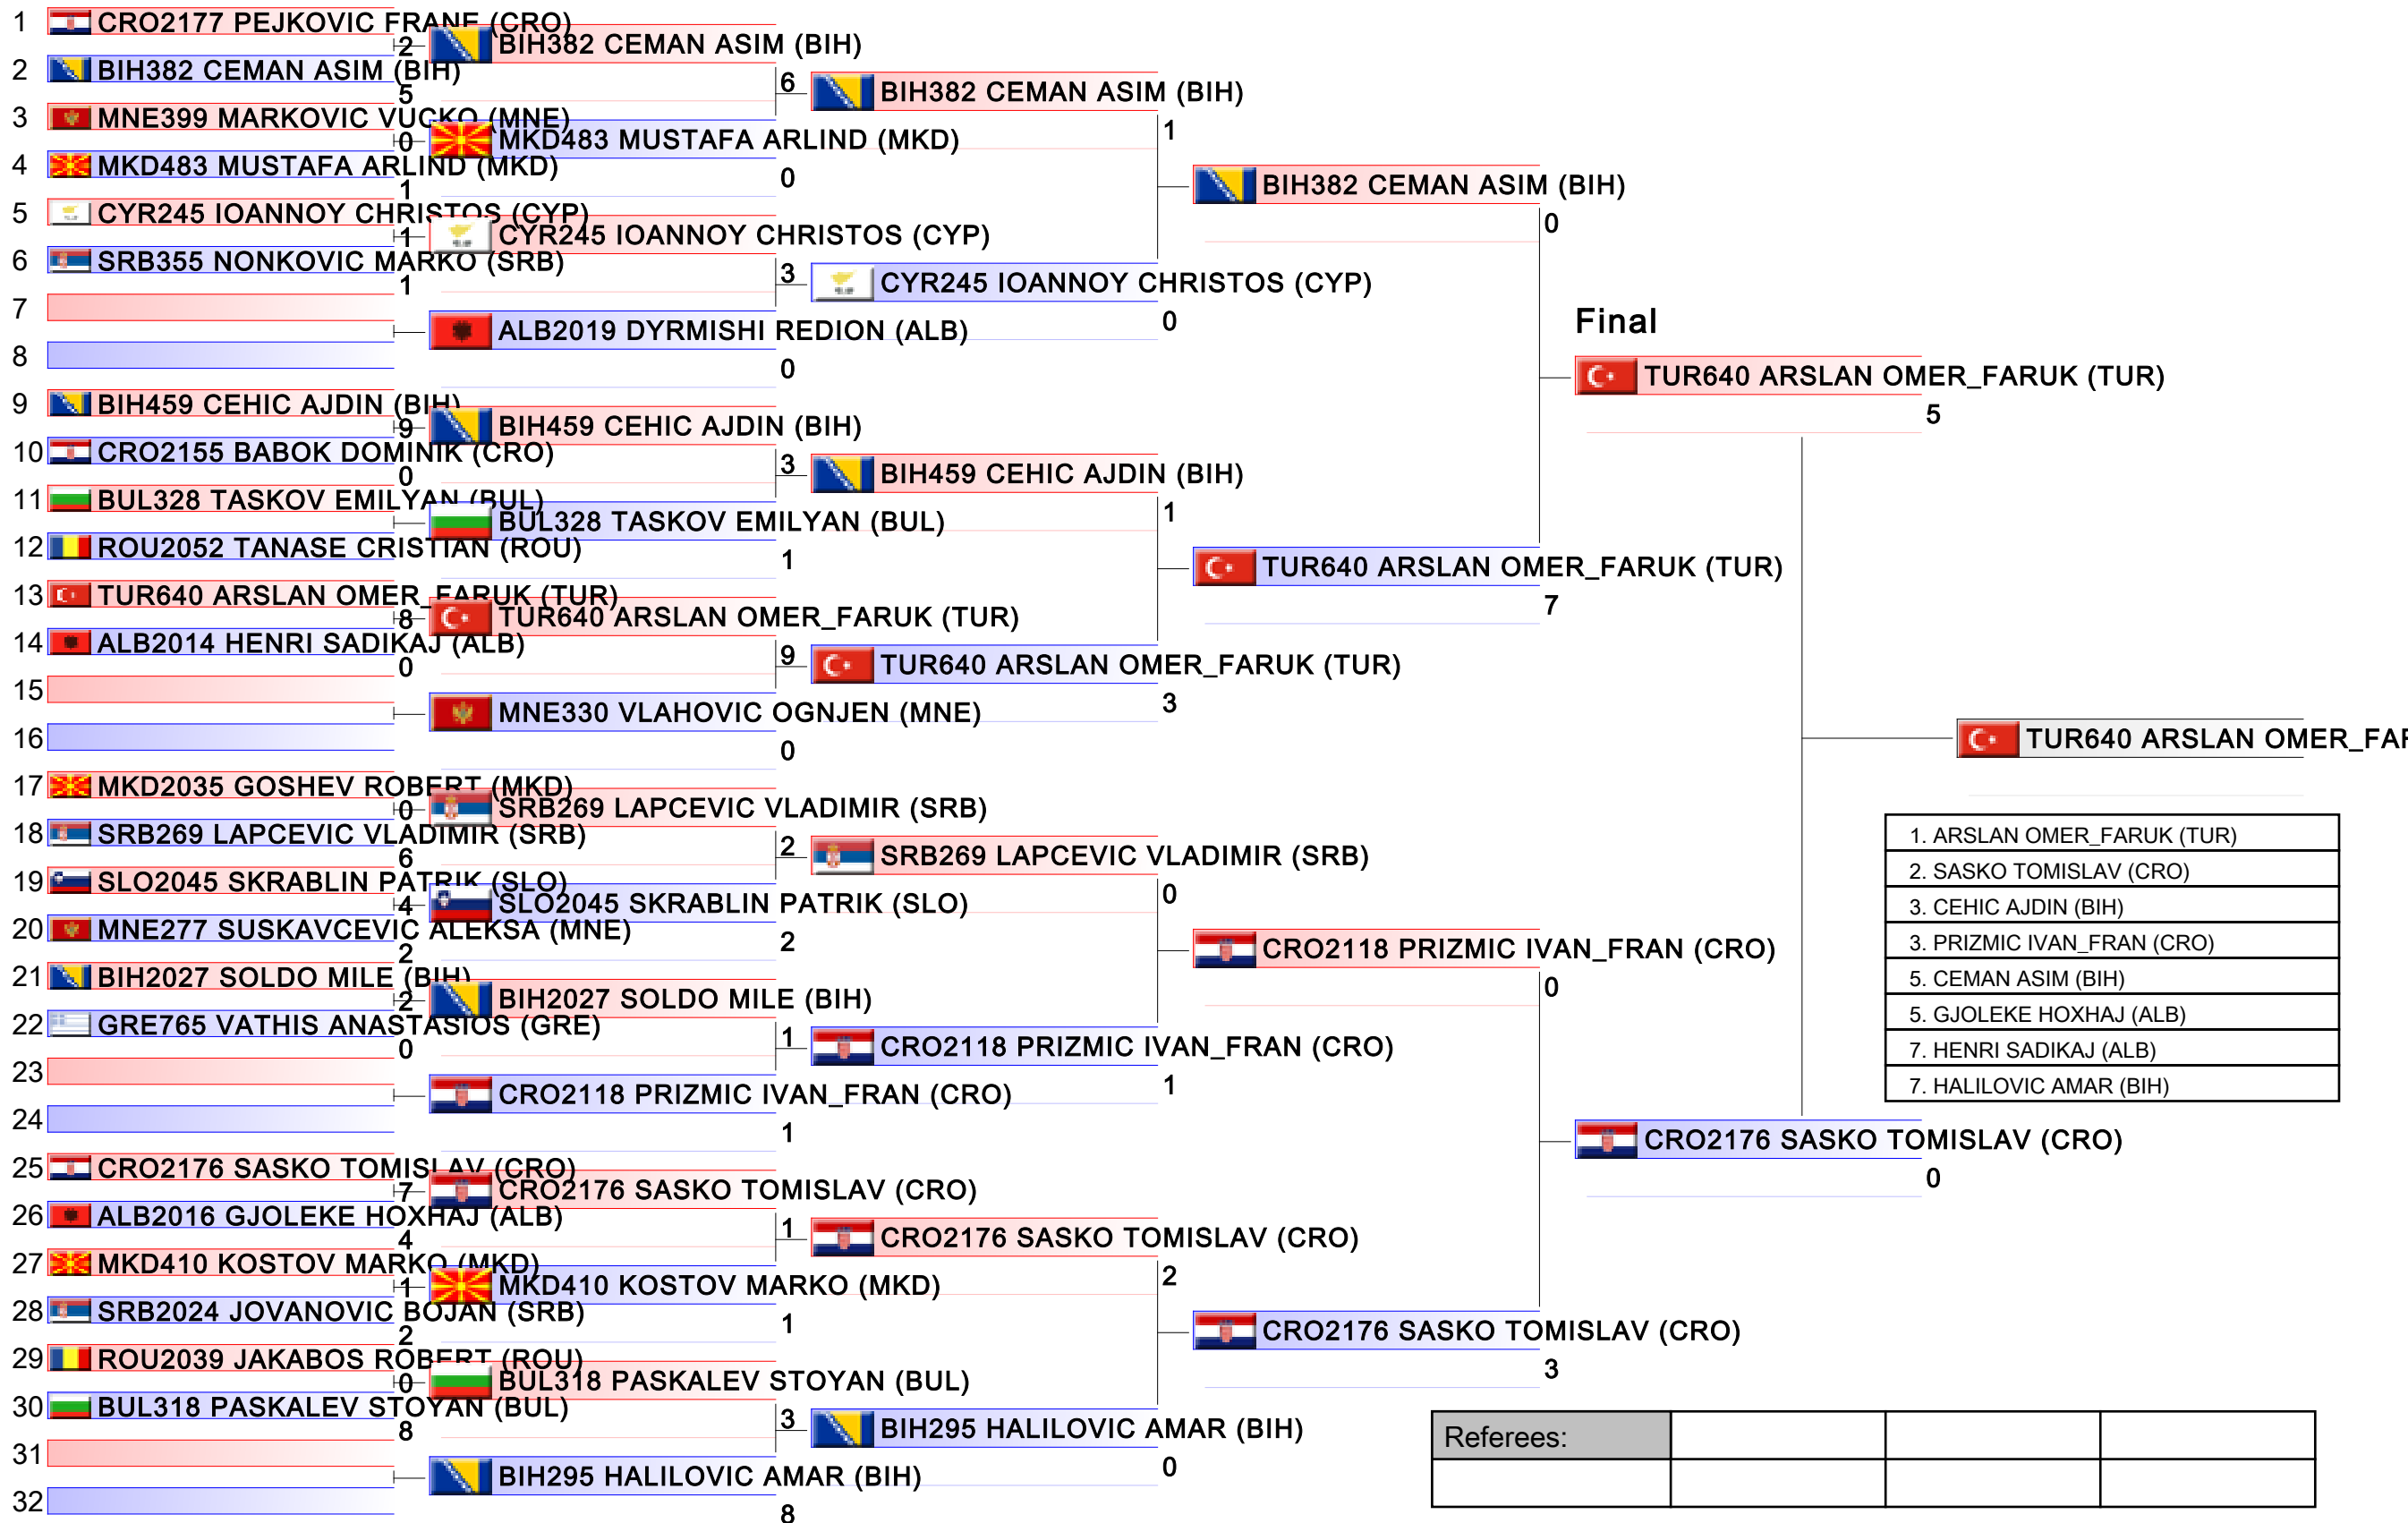 1 CRO2177 PEJKOVIC FRANE (CRO)
2
2 BIH382 CEMAN ASIM (BIH)
5
3 MNE399 MARKOVIC VUCKO (MNE)
0
4 MKD483 MUSTAFA ARLIND (MKD)
1
5 CYR245 IOANNOY CHRISTOS (CYP)
1
6 SRB355 NONKOVIC MARKO (SRB)
1
7
8
9 BIH459 CEHIC AJDIN (BIH)
9
10 CRO2155 BABOK DOMINIK (CRO)
0
11 BUL328 TASKOV EMILYAN (BUL)
12 ROU2052 TANASE CRISTIAN (ROU)
13 TUR640 ARSLAN OMER_FARUK (TUR)
8
14 ALB2014 HENRI SADIKAJ (ALB)
0
15
16
17 MKD2035 GOSHEV ROBERT (MKD)
0
18 SRB269 LAPCEVIC VLADIMIR (SRB)
6
19 SLO2045 SKRABLIN PATRIK (SLO)
4
20 MNE277 SUSKAVCEVIC ALEKSA (MNE)
2
21 BIH2027 SOLDO MILE (BIH)
2
22 GRE765 VATHIS ANASTASIOS (GRE)
0
23
24
25 CRO2176 SASKO TOMISLAV (CRO)
7
26 ALB2016 GJOLEKE HOXHAJ (ALB)
4
27 MKD410 KOSTOV MARKO (MKD)
1
28 SRB2024 JOVANOVIC BOJAN (SRB)
2
29 ROU2039 JAKABOS ROBERT (ROU)
0
30 BUL318 PASKALEV STOYAN (BUL)
8
31
32
BIH382 CEMAN ASIM (BIH)
6
MKD483 MUSTAFA ARLIND (MKD)
0
CYR245 IOANNOY CHRISTOS (CYP)
3
ALB2019 DYRMISHI REDION (ALB)
0
BIH459 CEHIC AJDIN (BIH)
3
BUL328 TASKOV EMILYAN (BUL)
1
TUR640 ARSLAN OMER_FARUK (TUR)
9
MNE330 VLAHOVIC OGNJEN (MNE)
0
SRB269 LAPCEVIC VLADIMIR (SRB)
2
SLO2045 SKRABLIN PATRIK (SLO)
2
BIH2027 SOLDO MILE (BIH)
1
CRO2118 PRIZMIC IVAN_FRAN (CRO)
1
CRO2176 SASKO TOMISLAV (CRO)
1
MKD410 KOSTOV MARKO (MKD)
1
BUL318 PASKALEV STOYAN (BUL)
3
BIH295 HALILOVIC AMAR (BIH)
8
BIH382 CEMAN ASIM (BIH)
1
CYR245 IOANNOY CHRISTOS (CYP)
0
BIH459 CEHIC AJDIN (BIH)
1
TUR640 ARSLAN OMER_FARUK (TUR)
3
SRB269 LAPCEVIC VLADIMIR (SRB)
0
CRO2118 PRIZMIC IVAN_FRAN (CRO)
1
CRO2176 SASKO TOMISLAV (CRO)
2
BIH295 HALILOVIC AMAR (BIH)
0
BIH382 CEMAN ASIM (BIH)
0
TUR640 ARSLAN OMER_FARUK (TUR)
7
CRO2118 PRIZMIC IVAN_FRAN (CRO)
0
CRO2176 SASKO TOMISLAV (CRO)
3
Final
TUR640 ARSLAN OMER_FARUK (TUR)
5
CRO2176 SASKO TOMISLAV (CRO)
0
TUR640 ARSLAN OMER_FAR
1. ARSLAN OMER_FARUK (TUR)
2. SASKO TOMISLAV (CRO)
3. CEHIC AJDIN (BIH)
3. PRIZMIC IVAN_FRAN (CRO)
5. CEMAN ASIM (BIH)
5. GJOLEKE HOXHAJ (ALB)
7. HENRI SADIKAJ (ALB)
7. HALILOVIC AMAR (BIH)
Referees: